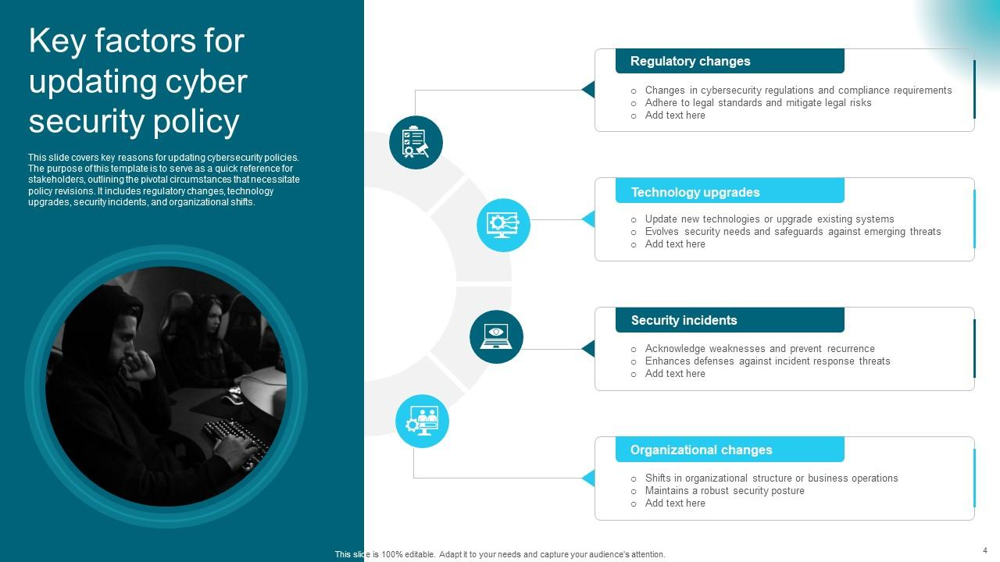 Key factors for
updating cyber
security policy
This slide covers key reasons for updating cybersecurity policies.
The purpose of this template is to serve as a quick reference for
stakeholders, outlining the pivotal circumstances that necessitate
policy revisions. It includes regulatory changes, technology
upgrades, security incidents, and organizational shifts.
Regulatory changes
o Changes in cybersecurity regulations and compliance requirements
o Adhere to legal standards and mitigate legal risks
o Add text here
Technology upgrades
o Update new technologies or upgrade existing systems
o Evolves security needs and safeguards against emerging threats
o Add text here
Security incidents
o Acknowledge weaknesses and prevent recurrence
o Enhances defenses against incident response threats
o Add text here
Organizational changes
o Shifts in organizational structure or business operations
o Maintains a robust security posture
o Add text here
This slide is 100% editable. Adapt it to your needs and capture your audience's attention.
4